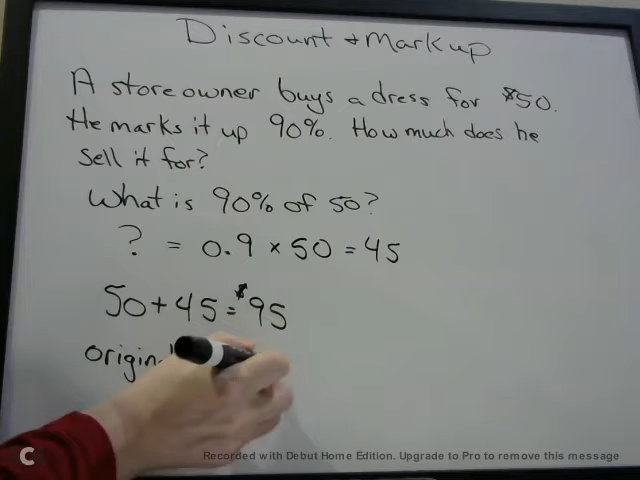 Discount + Markup
A store owner buys a dress for $50.
He marks it up 90%. How much does he
sell it for?
What is 90% of 50?
? = 0.9 × 50 = 45
50 + 45 = $95
C
Recorded with Debut Home Edition. Upgrade to Pro to remove this message